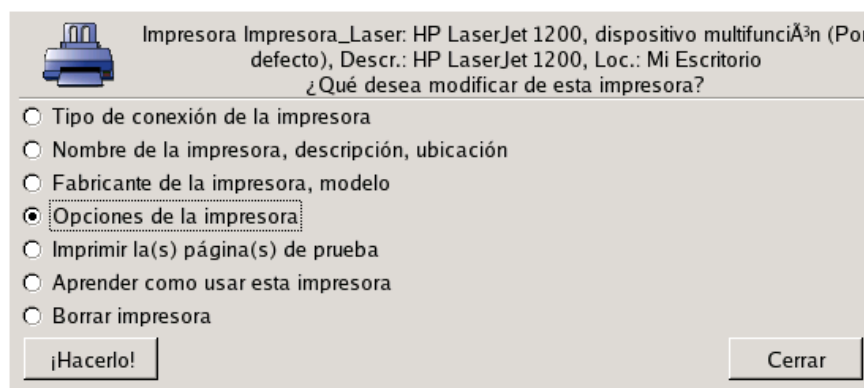 Impresora Impresora_Laser: HP LaserJet 1200, dispositivo multifunciÃ³n (Por
defecto), Descr.: HP LaserJet 1200, Loc.: Mi Escritorio
¿Qué desea modificar de esta impresora?
Tipo de conexión de la impresora
Nombre de la impresora, descripción, ubicación
Fabricante de la impresora, modelo
Opciones de la impresora
Imprimir la(s) página(s) de prueba
Aprender como usar esta impresora
Borrar impresora
¡Hacerlo! Cerrar